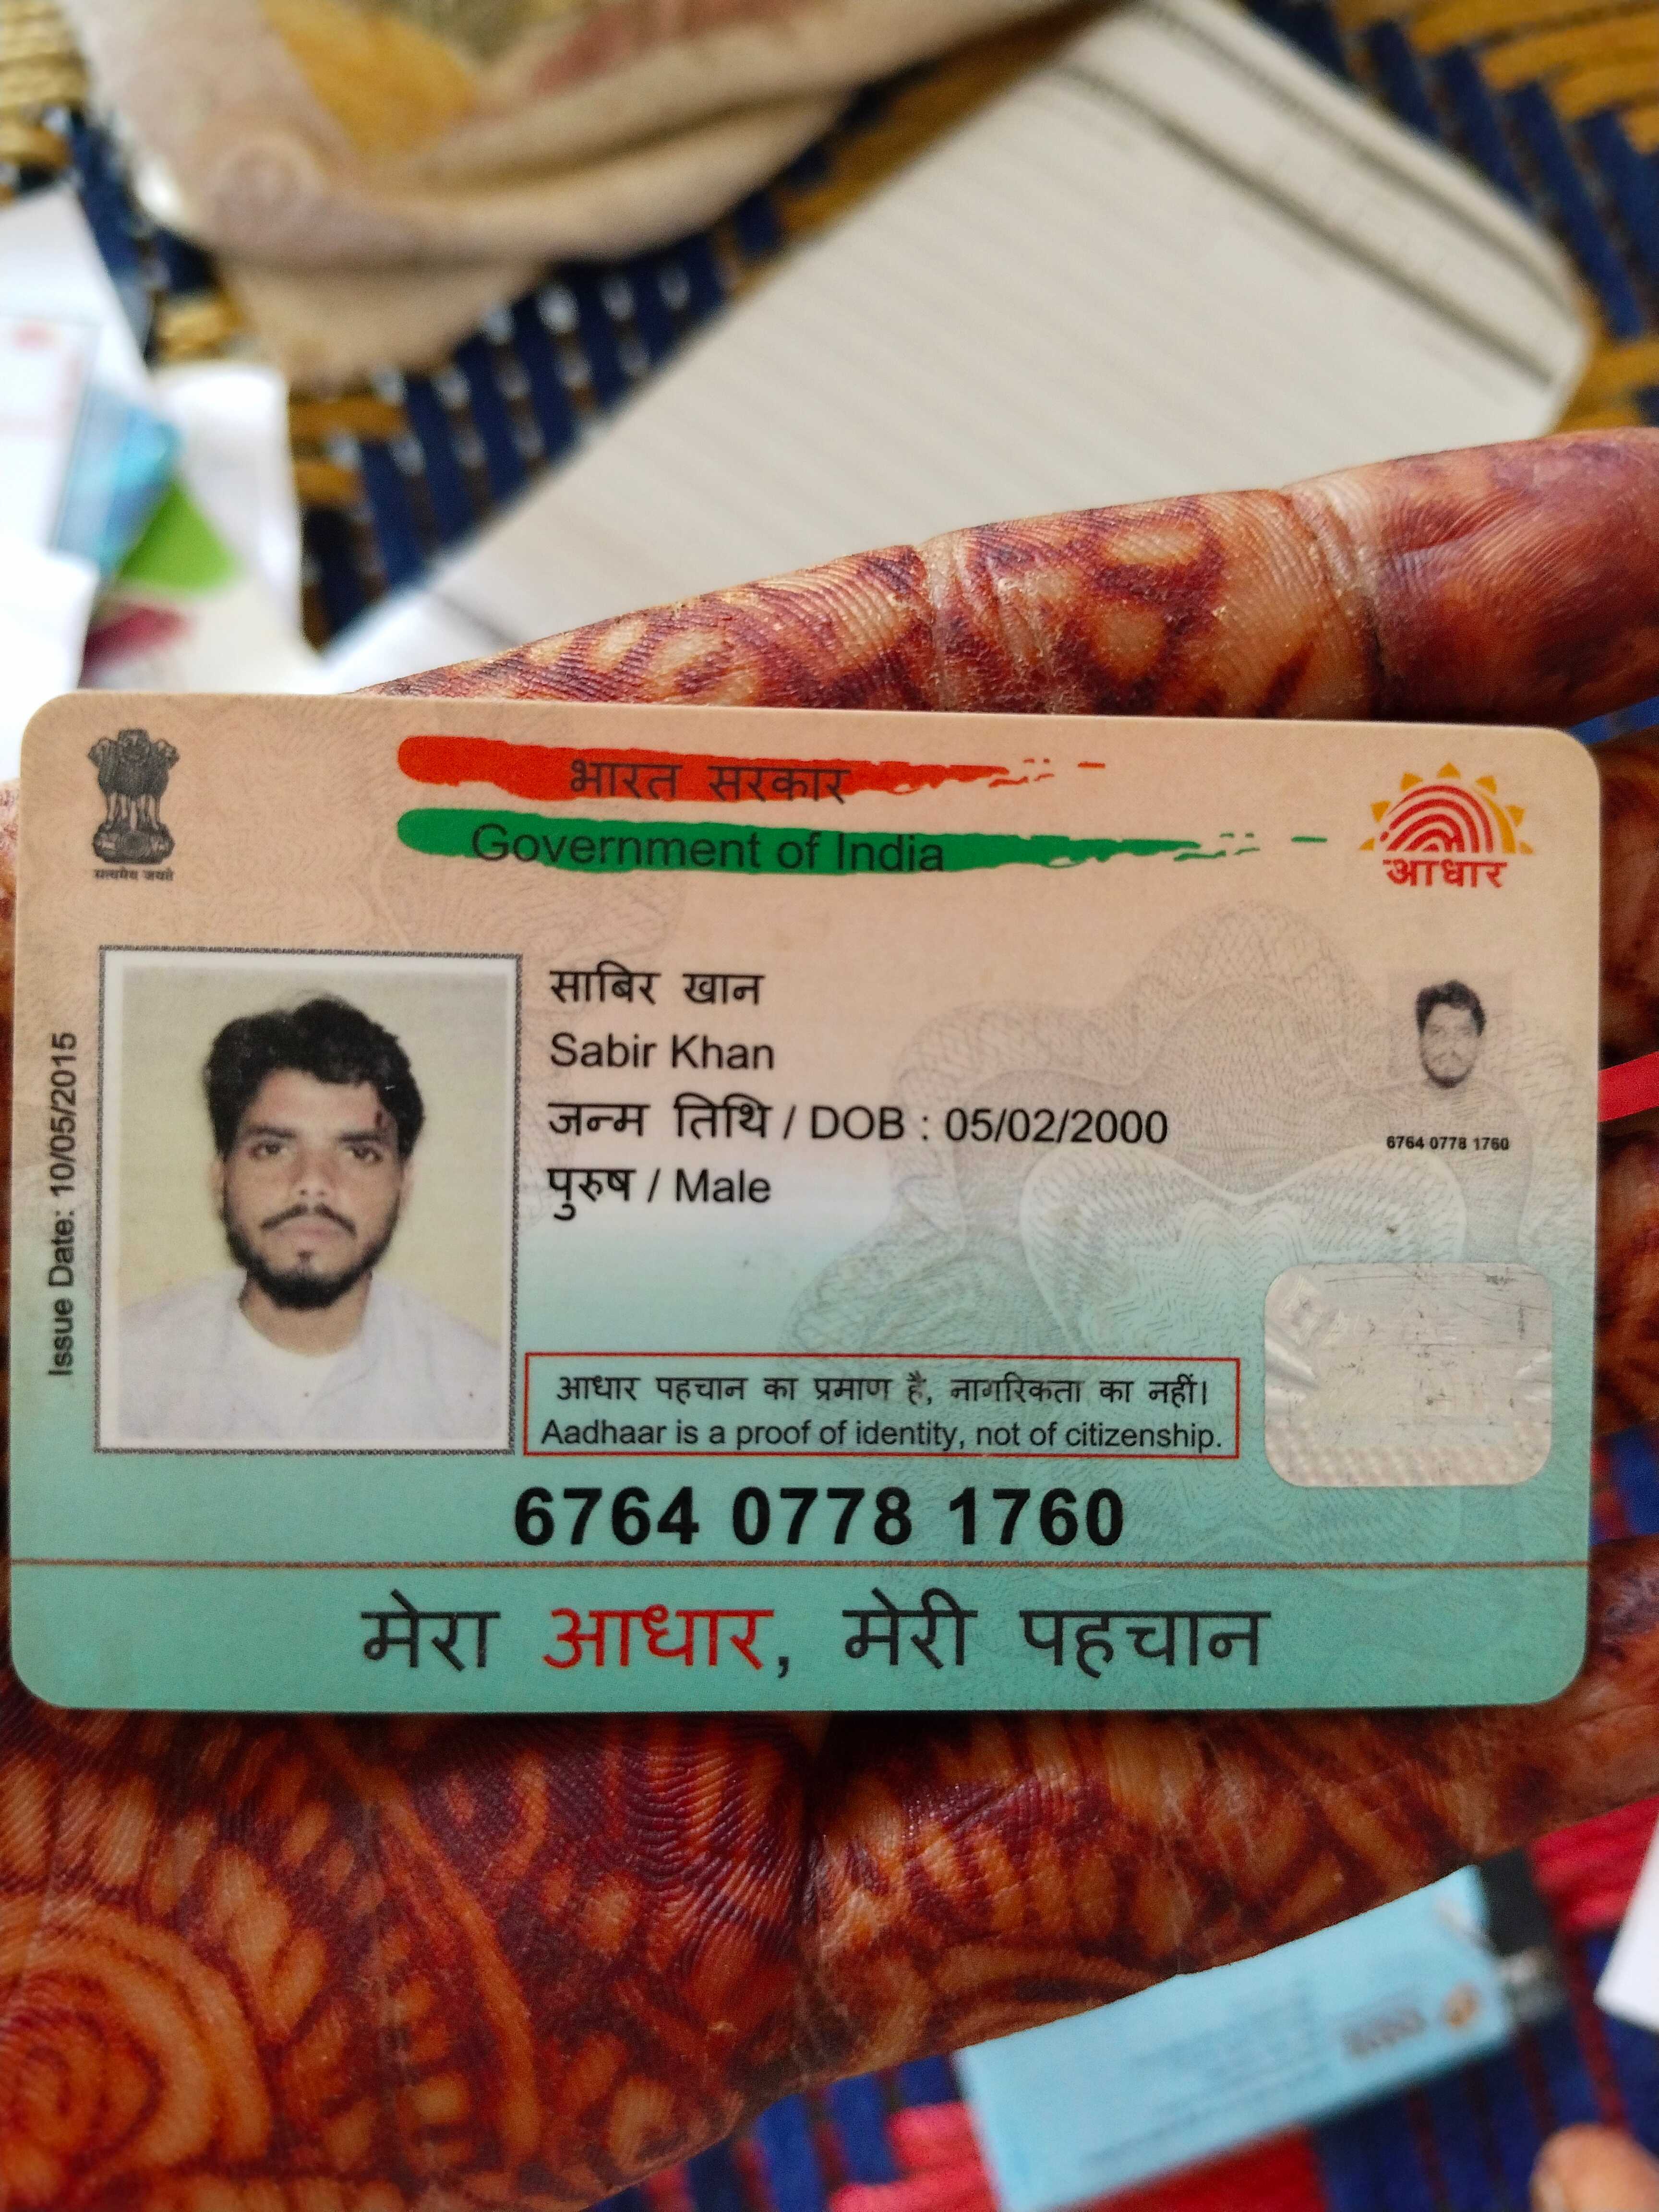 भारत सरकार
Government of India
सत्यमेव जयते
आधार
Issue Date: 10/05/2015
साबिर खान
Sabir Khan
जन्म तिथि / DOB : 05/02/2000
पुरुष / Male
6764 0778 1760
आधार पहचान का प्रमाण है, नागरिकता का नहीं।
Aadhaar is a proof of identity, not of citizenship.
6764 0778 1760
मेरा आधार, मेरी पहचान